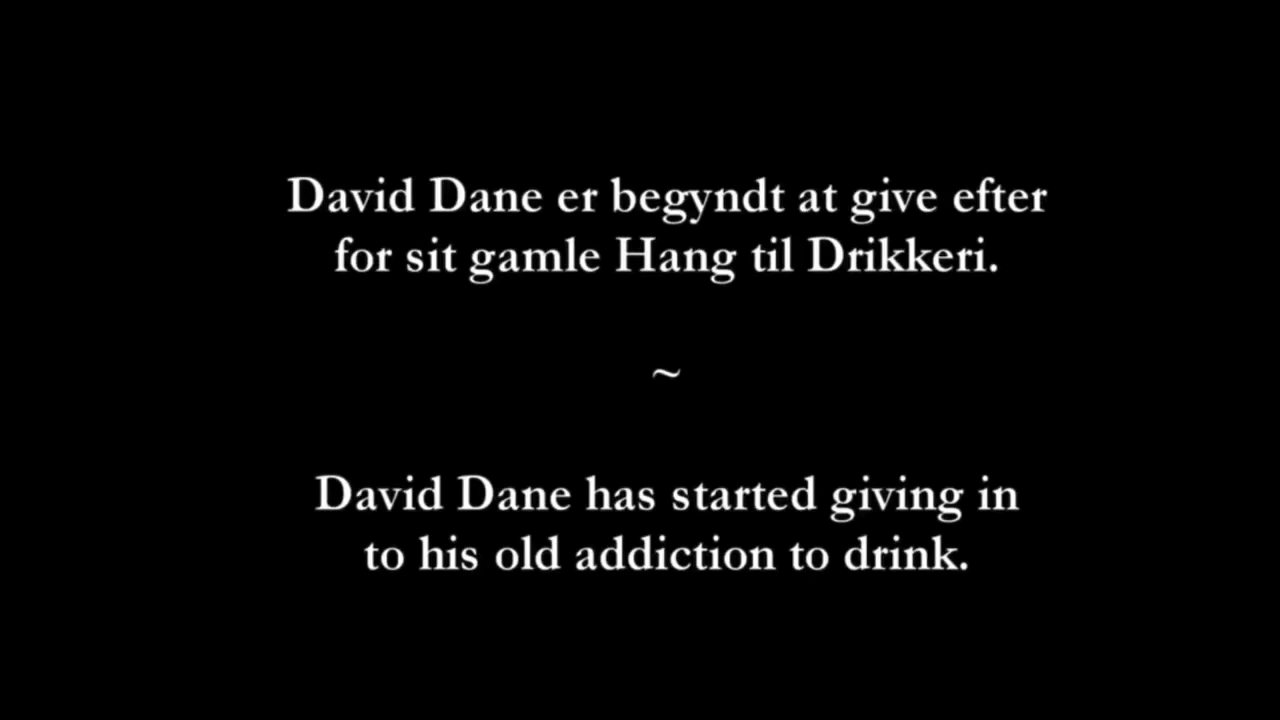 David Dane er begyndt at give efter
for sit gamle Hang til Drikkeri.
~
David Dane has started giving in
to his old addiction to drink.